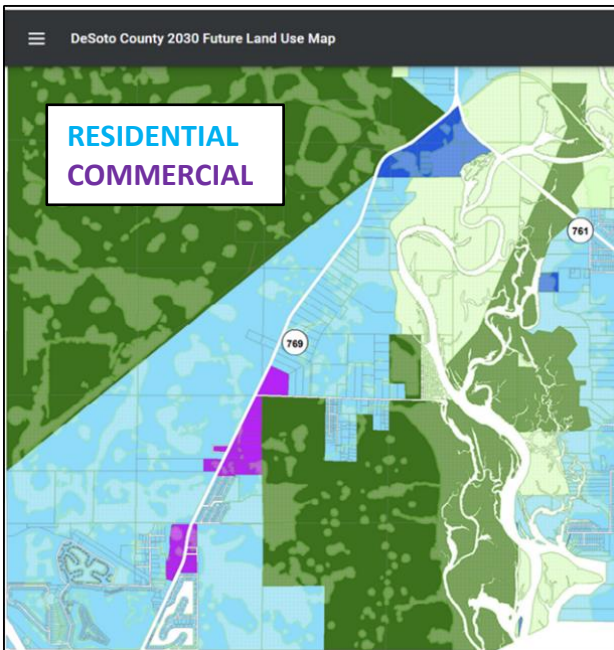 DeSoto County 2030 Future Land Use Map
RESIDENTIAL
COMMERCIAL
761
769